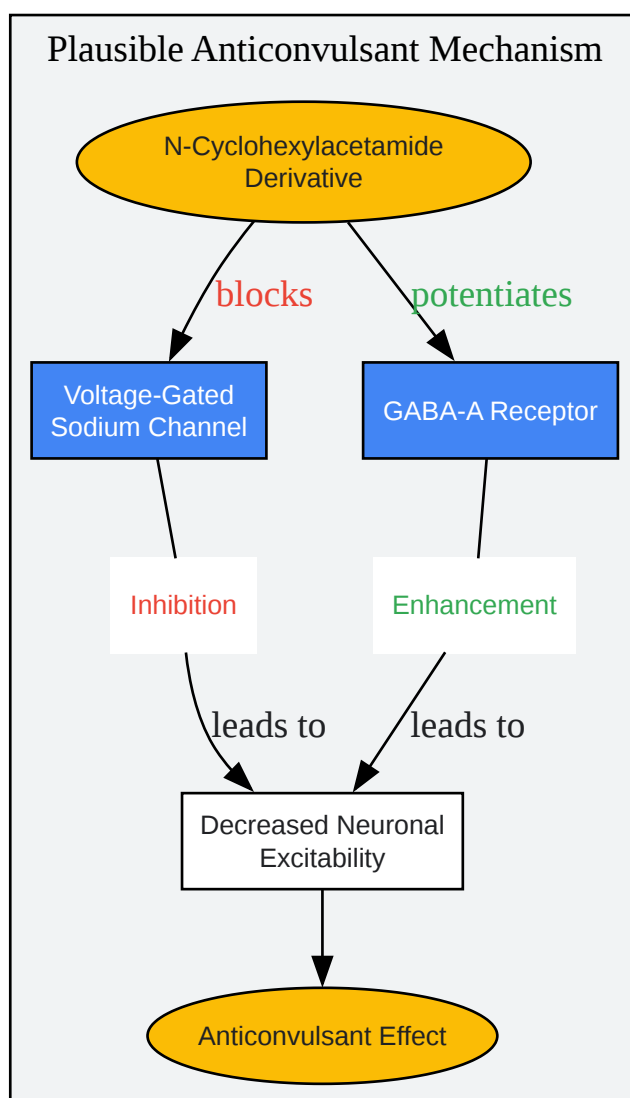 Plausible Anticonvulsant Mechanism
N-Cyclohexylacetamide
Derivative
blocks
potentiates
Voltage-Gated
Sodium Channel
GABA-A Receptor
Inhibition
Enhancement
leads to
leads to
Decreased Neuronal
Excitability
Anticonvulsant Effect